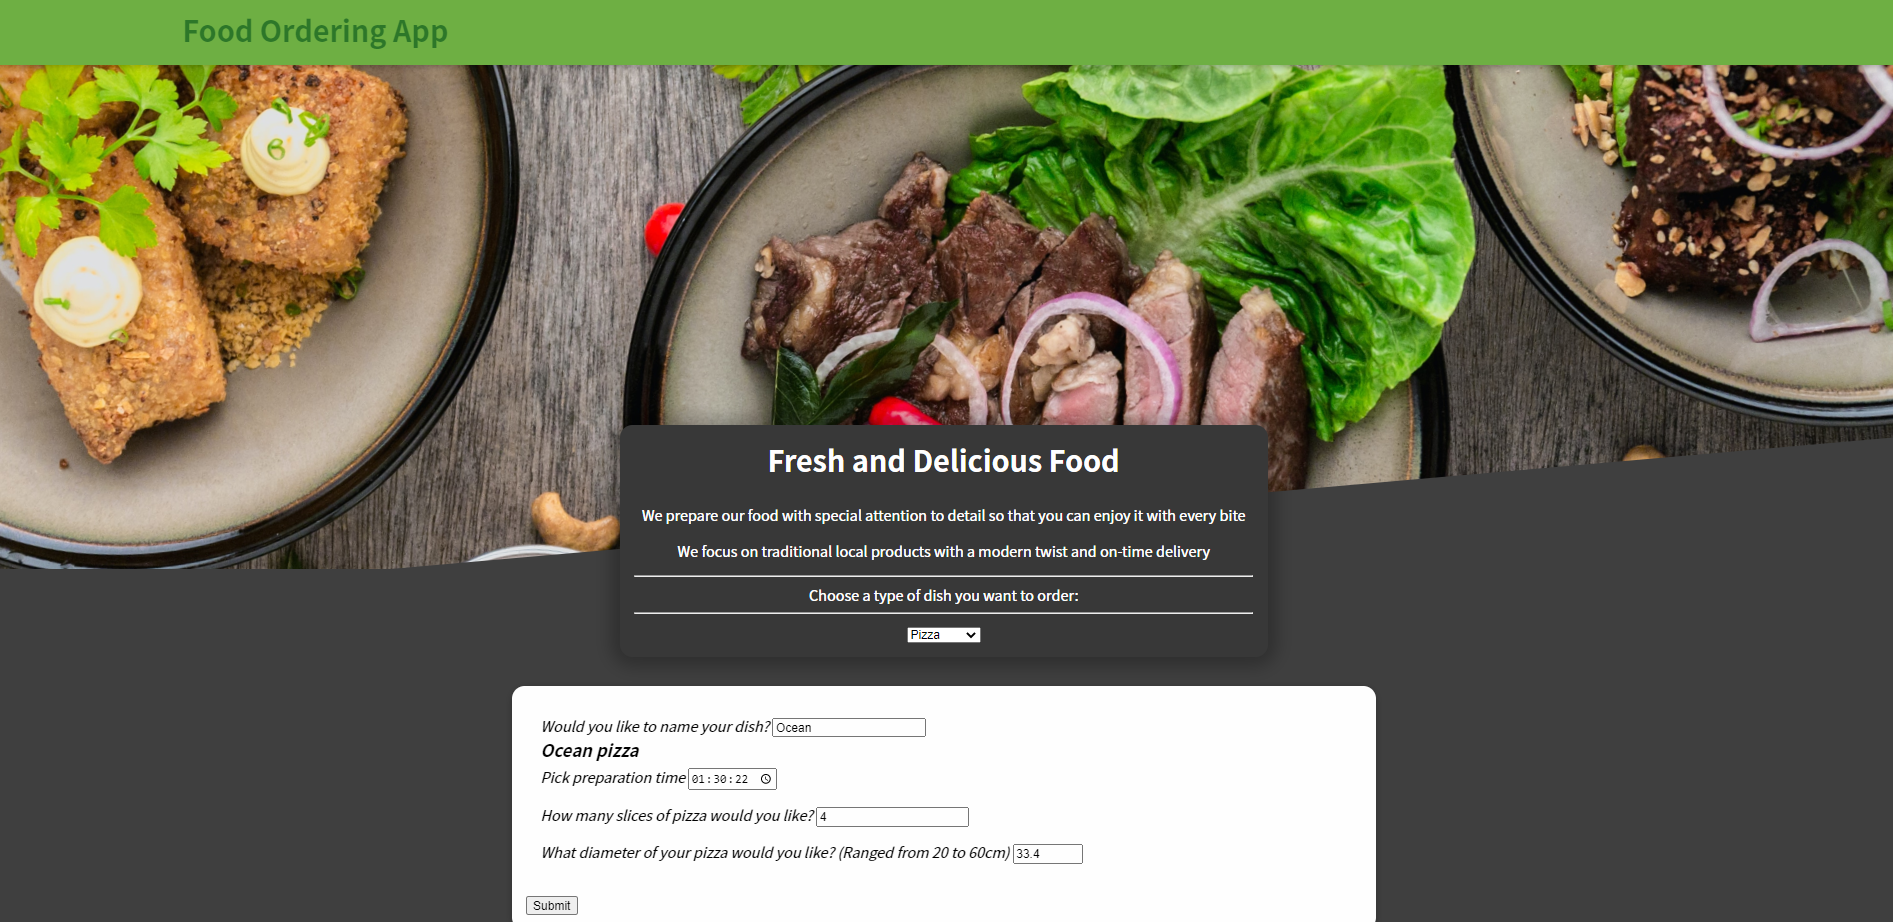 Food Ordering App
Fresh and Delicious Food
We prepare our food with special attention to detail so that you can enjoy it with every bite
We focus on traditional local products with a modern twist and on-time delivery
Choose a type of dish you want to order:
Pizza
Would you like to name your dish? Ocean
Ocean pizza
Pick preparation time 01:30:22
How many slices of pizza would you like? 4
What diameter of your pizza would you like? (Ranged from 20 to 60cm) 33.4
Submit